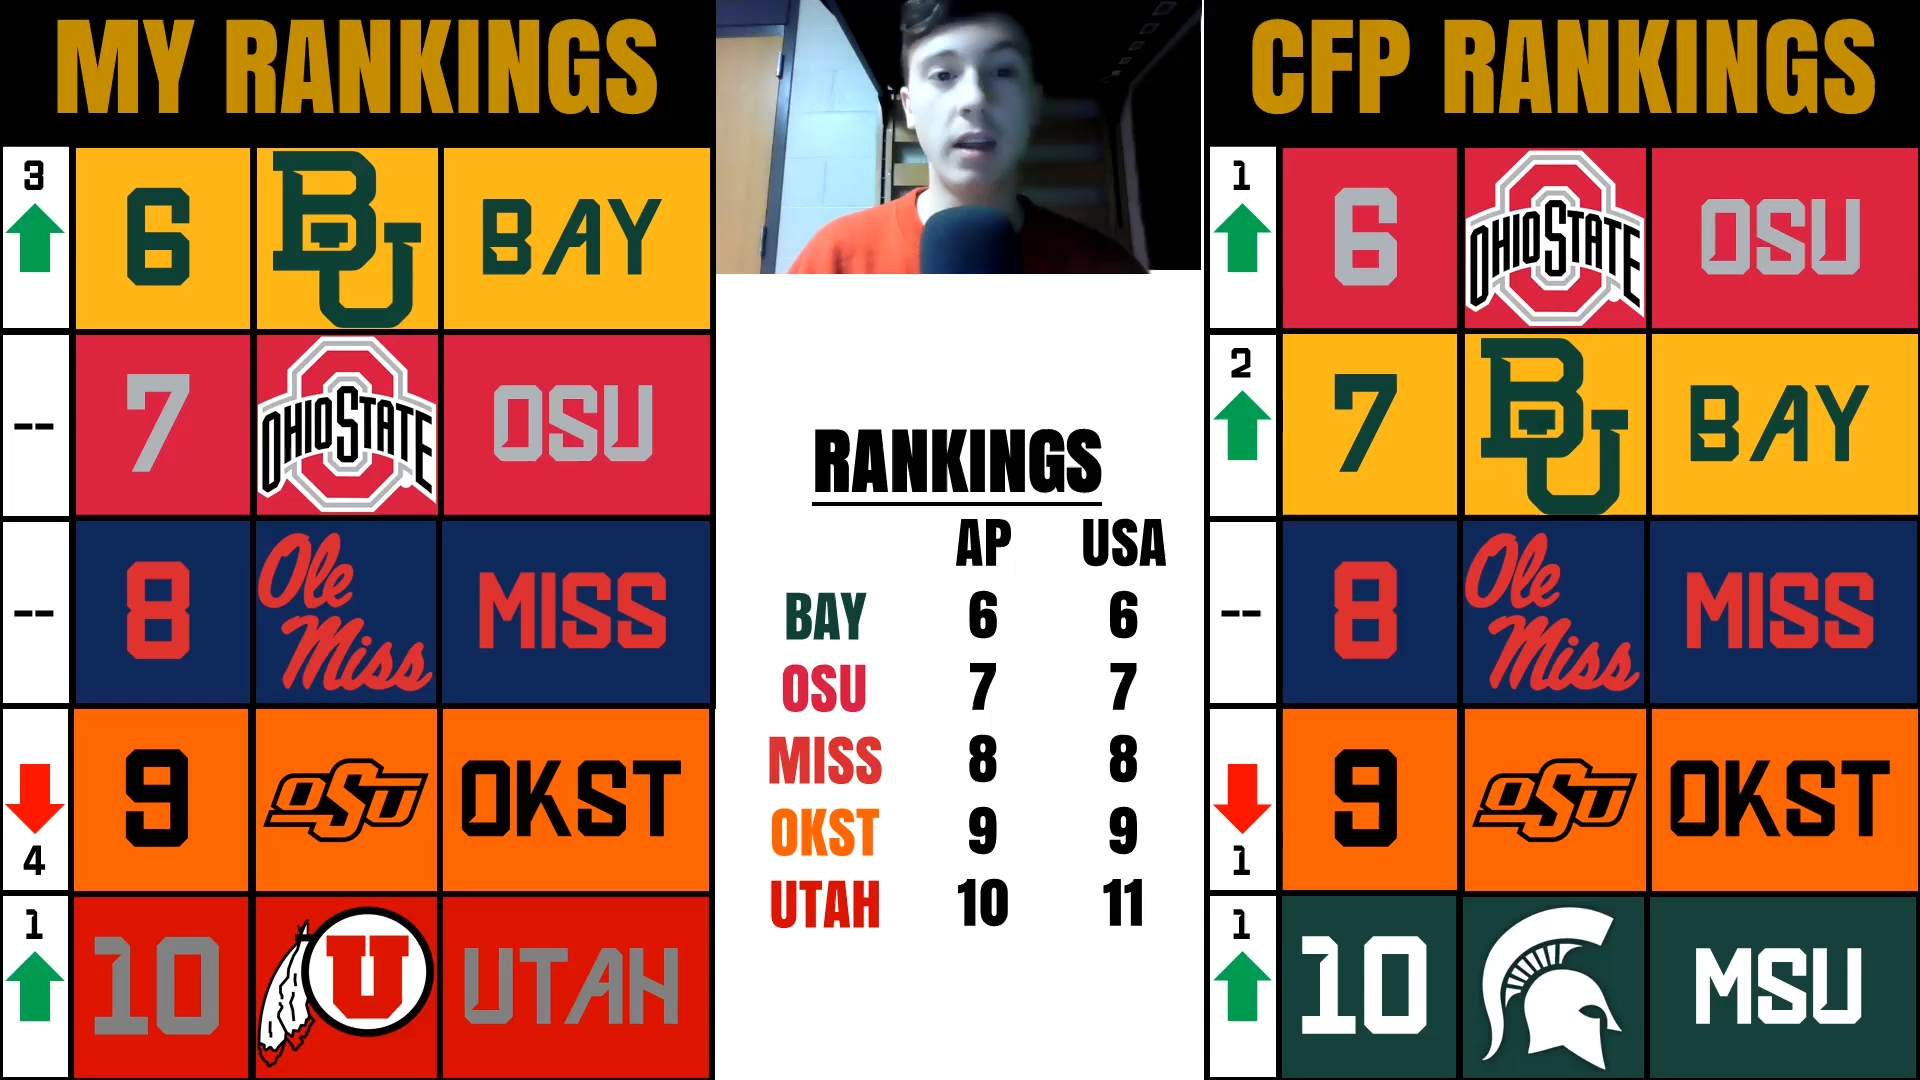 MY RANKINGS
3
6 BU BAY
-- 7 OHIO STATE OSU
-- 8 Ole Miss MISS
9 OSU OKST
4
1
10 U UTAH
RANKINGS
AP USA
BAY 6 6
OSU 7 7
MISS 8 8
OKST 9 9
UTAH 10 11
CFP RANKINGS
1
6 OHIO STATE OSU
2
7 BU BAY
-- 8 Ole Miss MISS
9 OSU OKST
1
1
10 MSU